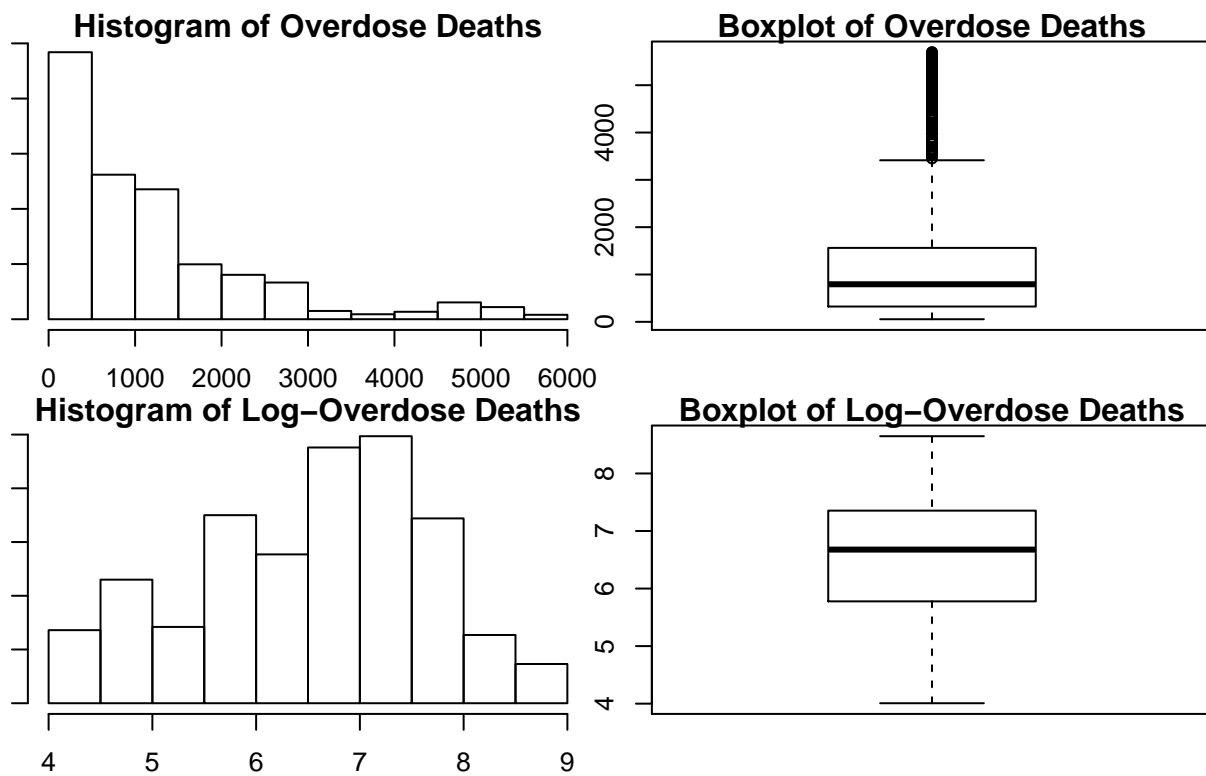 Histogram of Overdose Deaths
0 1000 2000 3000 4000 5000 6000
Boxplot of Overdose Deaths
4000
2000
0
Histogram of Log−Overdose Deaths
4 5 6 7 8 9
Boxplot of Log−Overdose Deaths
8
7
6
5
4